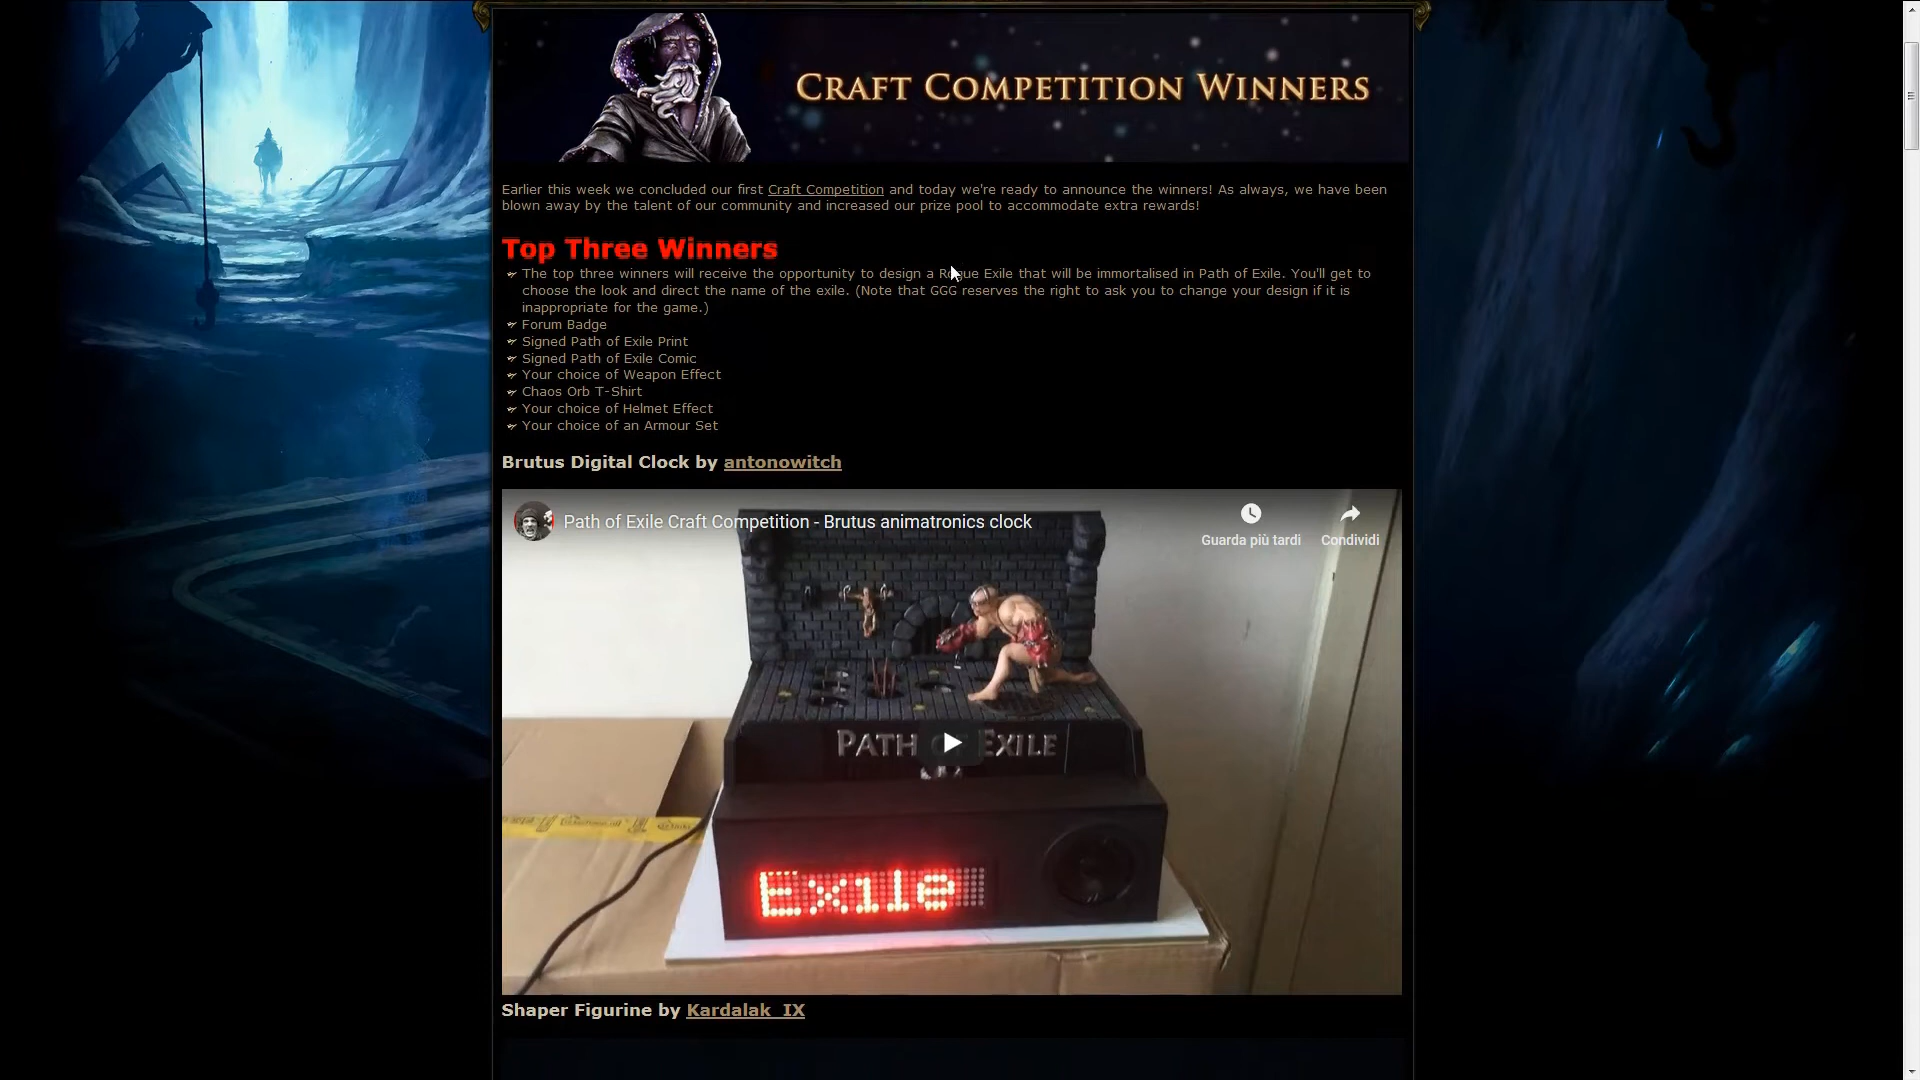 Craft Competition Winners
Earlier this week we concluded our first Craft Competition and today we're ready to announce the winners! As always, we have been
blown away by the talent of our community and increased our prize pool to accommodate extra rewards!
Top Three Winners
The top three winners will receive the opportunity to design a Rogue Exile that will be immortalised in Path of Exile. You'll get to
choose the look and direct the name of the exile. (Note that GGG reserves the right to ask you to change your design if it is
inappropriate for the game.)
Forum Badge
Signed Path of Exile Print
Signed Path of Exile Comic
Your choice of Weapon Effect
Chaos Orb T-Shirt
Your choice of Helmet Effect
Your choice of an Armour Set
Brutus Digital Clock by antonowitch
Path of Exile Craft Competition - Brutus animatronics clock
Guarda più tardi
Condividi
Path Exile
Exile
Shaper Figurine by Kardalak_IX